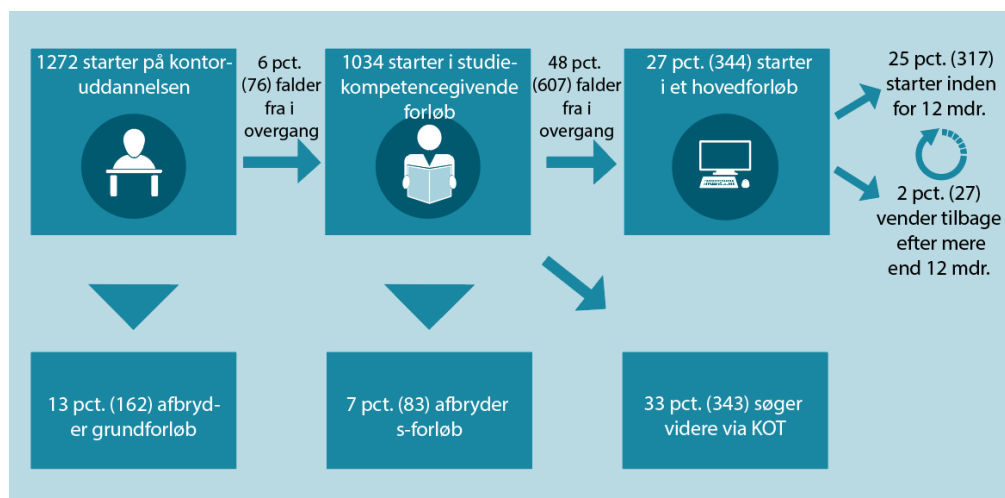 1272 starter på kontor-
uddannelsen
6 pct.
(76) falder
fra i
overgang
1034 starter i studie-
kompetencegivende
forløb
48 pct.
(607) falder
fra i
overgang
27 pct. (344) starter
i et hovedforløb
25 pct. (317)
starter inden
for 12 mdr.
2 pct. (27)
vender tilbage
efter mere
end 12 mdr.
13 pct. (162) afbryd-
er grundforløb
7 pct. (83) afbryder
s-forløb
33 pct. (343) søger
videre via KOT